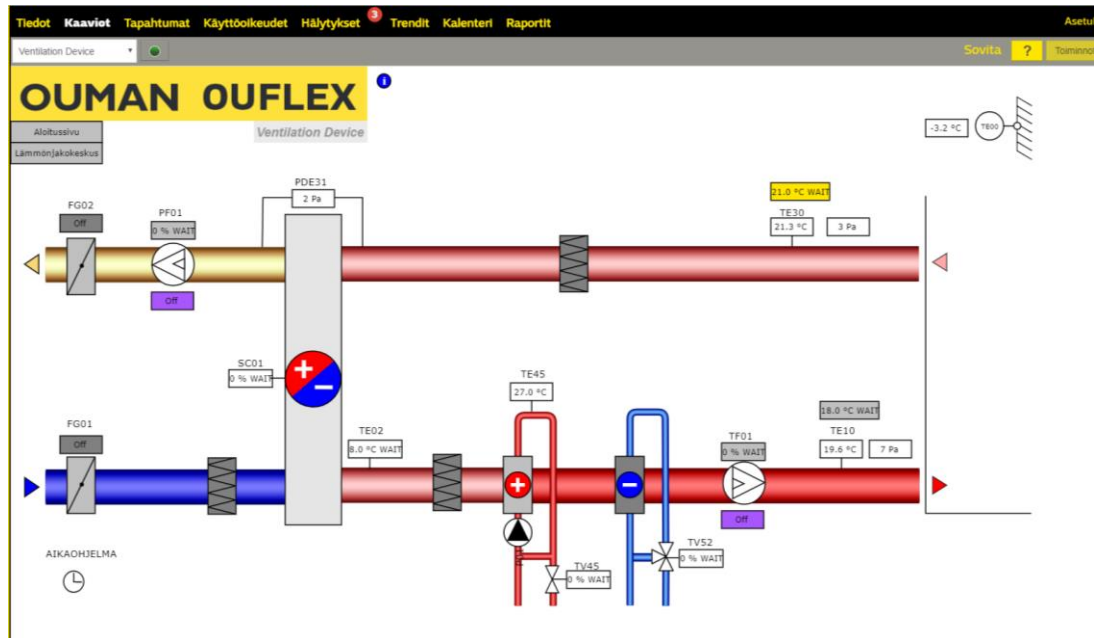 Tiedot Kaaviot Tapahtumat Käyttöoikeudet Hälytykset 3 Trendit Kalenteri Raportit Asetu
Ventilation Device Sovita ? Toiminno
OUMAN OUFLEX i
Aloitussivu Ventilation Device
Lämmönjakokeskus
-3.2 °C TE00
PDE31
2 Pa
21.0 °C WAIT
FG02
Off
PF01
0 % WAIT
TE30
21.3 °C 3 Pa
Off
SC01
0 % WAIT
TE45
27.0 °C
18.0 °C WAIT
FG01
Off
TE02
8.0 °C WAIT
TF01
0 % WAIT
TE10
19.6 °C 7 Pa
Off
AIKAOHJELMA
TV45
0 % WAIT
TV52
0 % WAIT